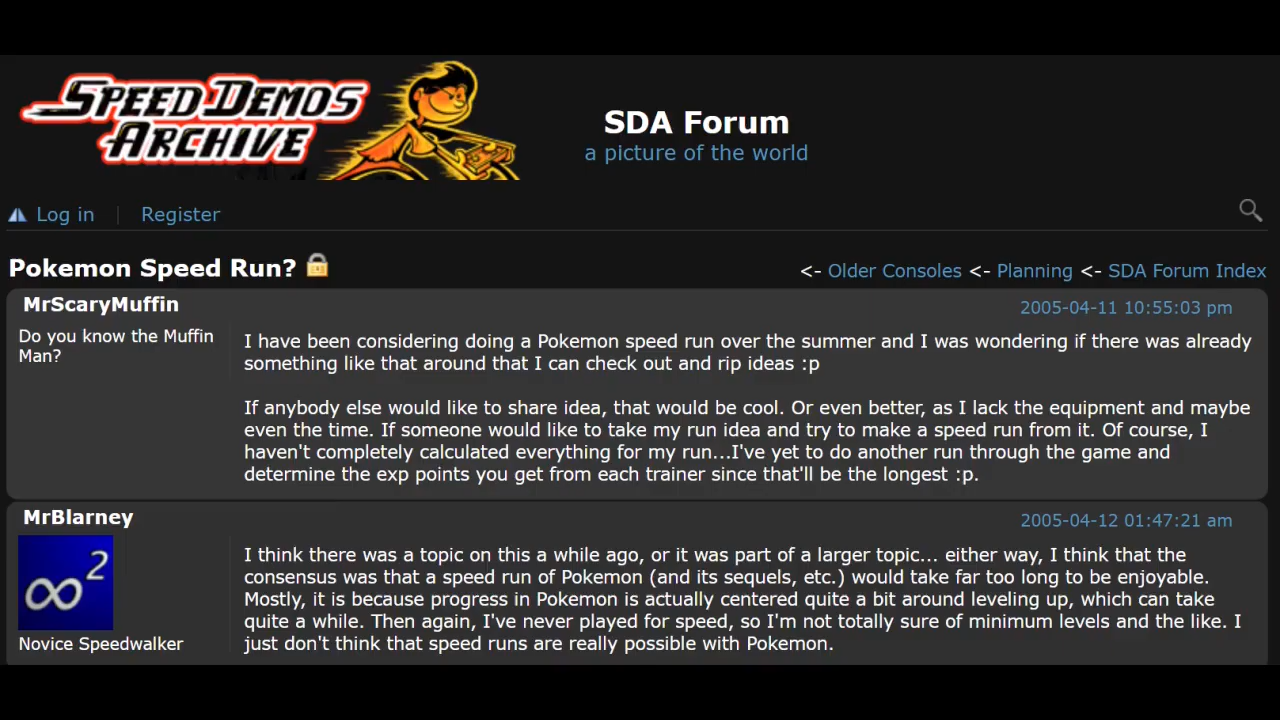 SPEED DEMOS
ARCHIVE
SDA Forum
a picture of the world
Log in | Register
Pokemon Speed Run?
<- Older Consoles <- Planning <- SDA Forum Index
MrScaryMuffin
2005-04-11 10:55:03 pm
Do you know the Muffin
Man?
I have been considering doing a Pokemon speed run over the summer and I was wondering if there was already
something like that around that I can check out and rip ideas :p
If anybody else would like to share idea, that would be cool. Or even better, as I lack the equipment and maybe
even the time. If someone would like to take my run idea and try to make a speed run from it. Of course, I
haven't completely calculated everything for my run...I've yet to do another run through the game and
determine the exp points you get from each trainer since that'll be the longest :p.
MrBlarney
2005-04-12 01:47:21 am
∞²
Novice Speedwalker
I think there was a topic on this a while ago, or it was part of a larger topic... either way, I think that the
consensus was that a speed run of Pokemon (and its sequels, etc.) would take far too long to be enjoyable.
Mostly, it is because progress in Pokemon is actually centered quite a bit around leveling up, which can take
quite a while. Then again, I've never played for speed, so I'm not totally sure of minimum levels and the like. I
just don't think that speed runs are really possible with Pokemon.